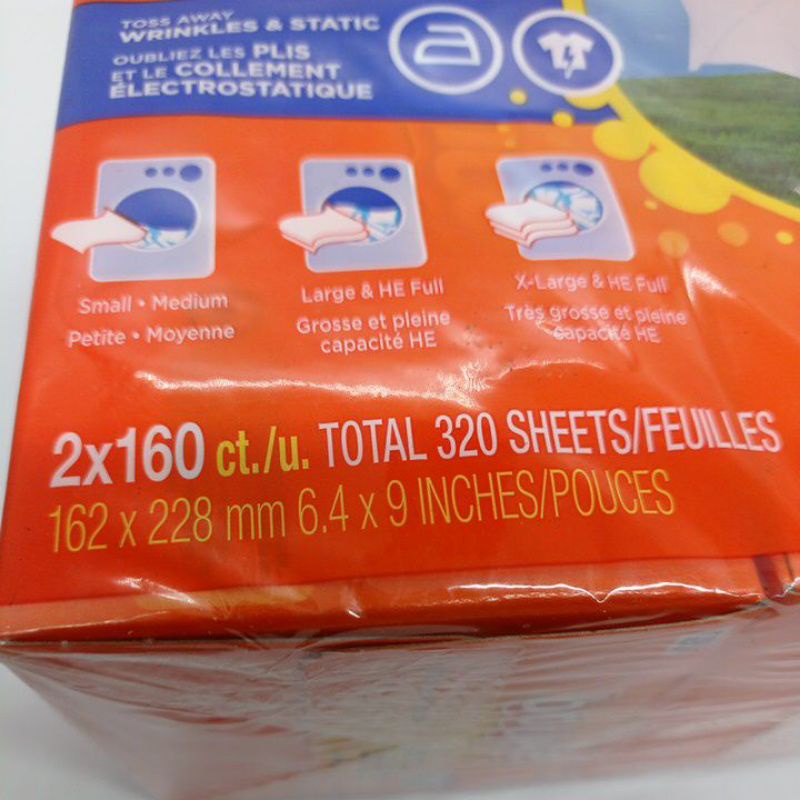 TOSS AWAY
WRINKLES & STATIC
OUBLIEZ LES PLIS
ET LE COLLEMENT
ÉLECTROSTATIQUE
Small • Medium
Petite • Moyenne
Large & HE Full
Grosse et pleine
capacité HE
X-Large & HE Full
Très grosse et pleine
capacité HE
2x160 ct./u. TOTAL 320 SHEETS/FEUILLES
162 x 228 mm 6.4 x 9 INCHES/POUCES